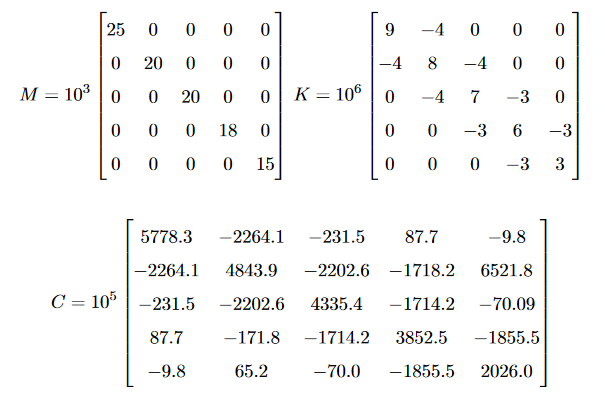 M = 10^3 [25 0 0 0 0; 0 20 0 0 0; 0 0 20 0 0; 0 0 0 18 0; 0 0 0 0 15] K = 10^6 [9 −4 0 0 0; −4 8 −4 0 0; 0 −4 7 −3 0; 0 0 −3 6 −3; 0 0 0 −3 3]
C = 10^5 [5778.3 −2264.1 −231.5 87.7 −9.8; −2264.1 4843.9 −2202.6 −1718.2 6521.8; −231.5 −2202.6 4335.4 −1714.2 −70.09; 87.7 −171.8 −1714.2 3852.5 −1855.5; −9.8 65.2 −70.0 −1855.5 2026.0]